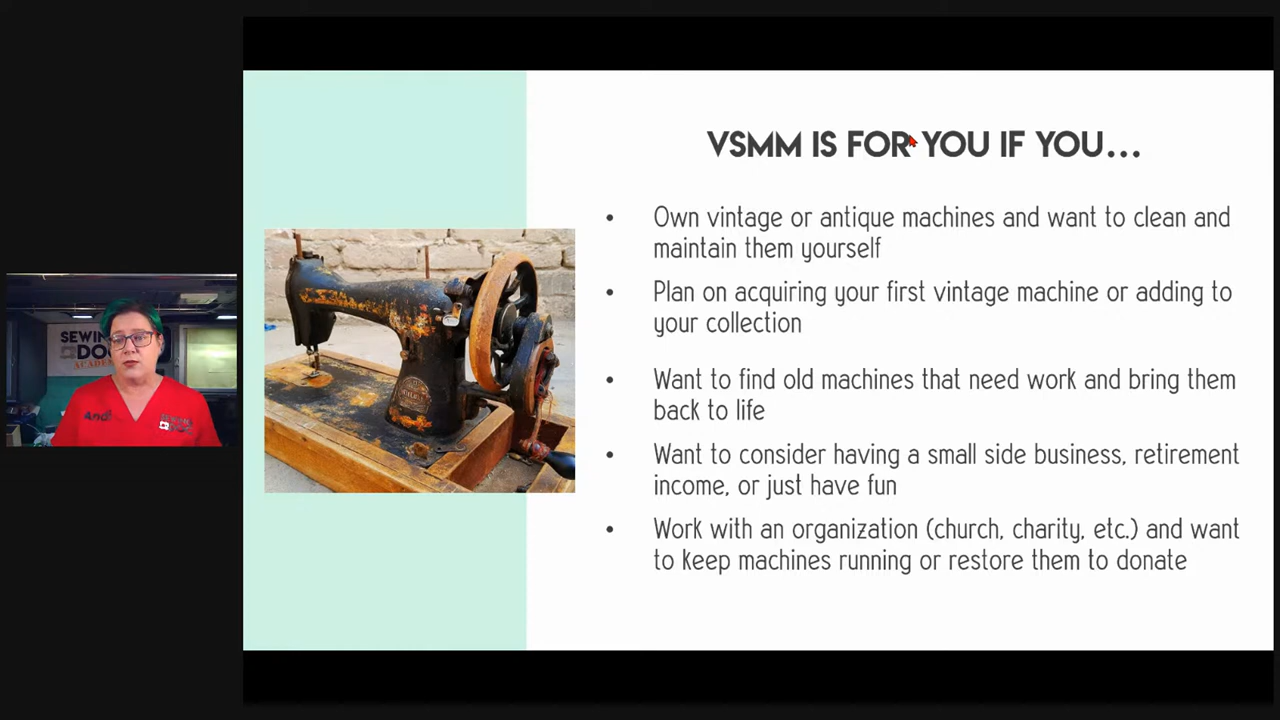 VSMM IS FOR YOU IF YOU...
• Own vintage or antique machines and want to clean and
maintain them yourself
• Plan on acquiring your first vintage machine or adding to
your collection
• Want to find old machines that need work and bring them
back to life
• Want to consider having a small side business, retirement
income, or just have fun
• Work with an organization (church, charity, etc.) and want
to keep machines running or restore them to donate
SEWING
DOC
ACADEMY